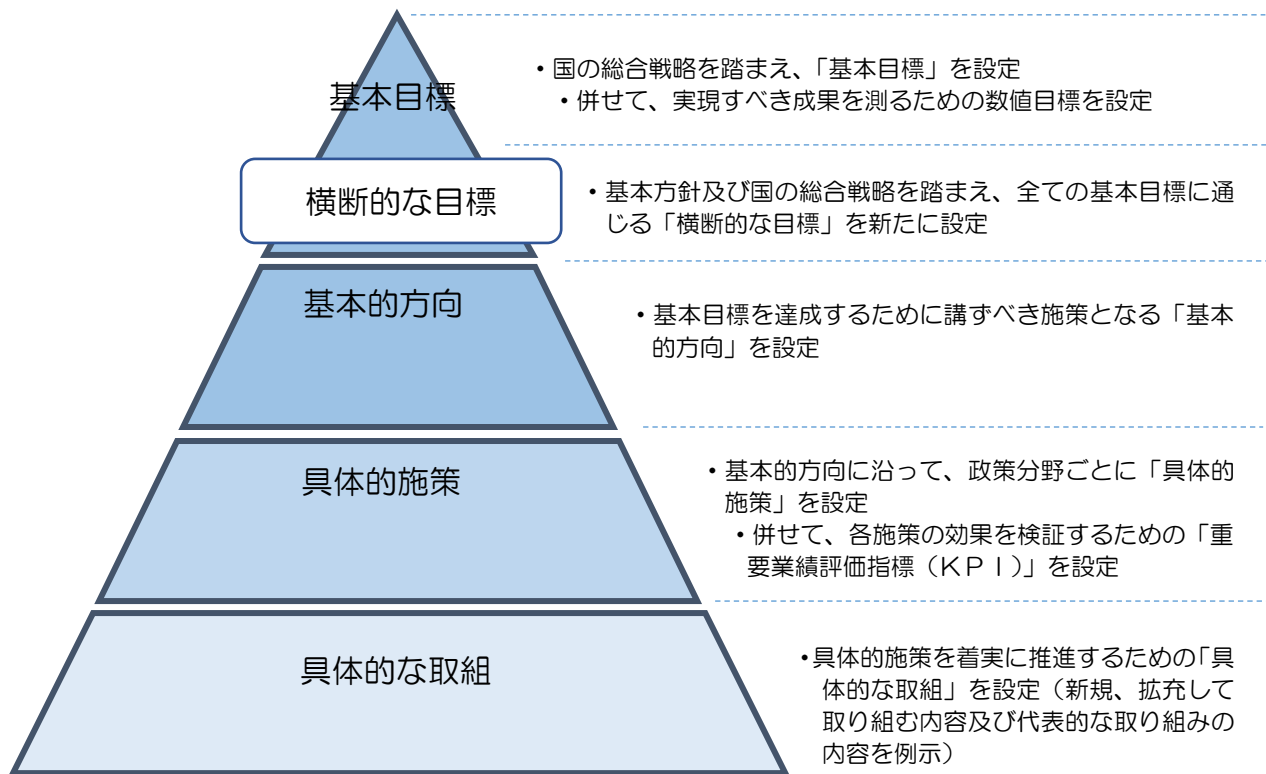 基本目標
・国の総合戦略を踏まえ、「基本目標」を設定
・併せて、実現すべき成果を測るための数値目標を設定
横断的な目標
・基本方針及び国の総合戦略を踏まえ、全ての基本目標に通
じる「横断的な目標」を新たに設定
基本的方向
・基本目標を達成するために講ずべき施策となる「基本
的方向」を設定
具体的施策
・基本的方向に沿って、政策分野ごとに「具体的
施策」を設定
・併せて、各施策の効果を検証するための「重
要業績評価指標（ＫＰＩ）」を設定
具体的な取組
・具体的施策を着実に推進するための「具
体的な取組」を設定（新規、拡充して
取り組む内容及び代表的な取り組みの
内容を例示）